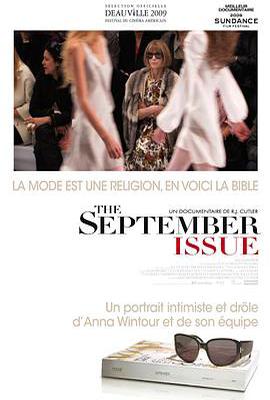 SÉLECTION OFFICIELLE
DEAUVILLE 2009
FESTIVAL DU CINÉMA AMÉRICAIN
MEILLEUR
DOCUMENTAIRE
2009
SUNDANCE
FILM FESTIVAL
LA MODE EST UNE RELIGION, EN VOICI LA BIBLE
THE
UN DOCUMENTAIRE DE R.J. CUTLER
SEPTEMBER
ISSUE
Un portrait intimiste et drôle
d'Anna Wintour et de son équipe